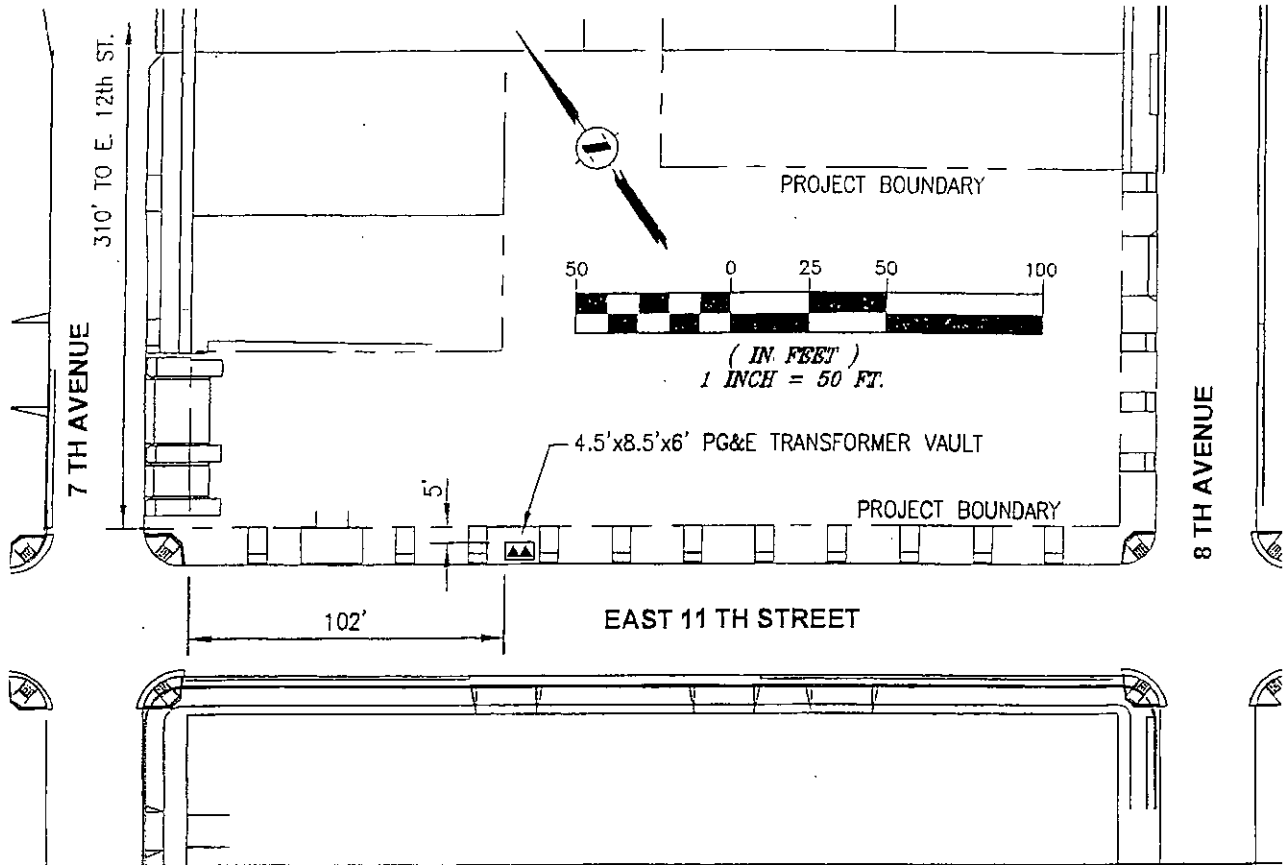 310' TO E. 12th ST.
PROJECT BOUNDARY
50 0 25 50 100
( IN FEET )
1 INCH = 50 FT.
7 TH AVENUE
4.5'x8.5'x6' PG&E TRANSFORMER VAULT
8 TH AVENUE
5'
PROJECT BOUNDARY
102'
EAST 11 TH STREET